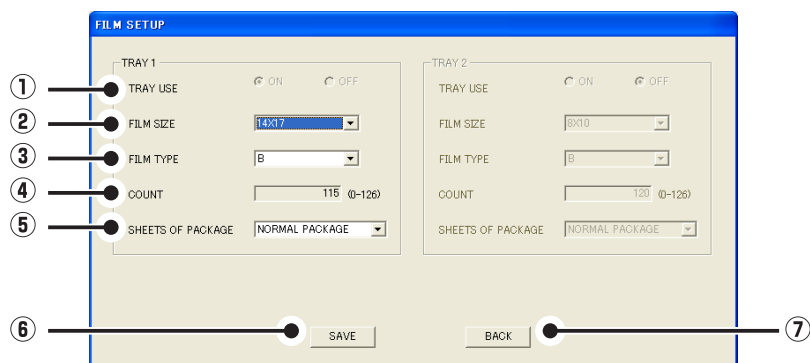 FILM SETUP
TRAY 1
① TRAY USE ON OFF
② FILM SIZE 14X17
③ FILM TYPE B
④ COUNT 115 (0-126)
⑤ SHEETS OF PACKAGE NORMAL PACKAGE
TRAY 2
TRAY USE ON OFF
FILM SIZE 8X10
FILM TYPE B
COUNT 120 (0-126)
SHEETS OF PACKAGE NORMAL PACKAGE
⑥ SAVE
BACK ⑦